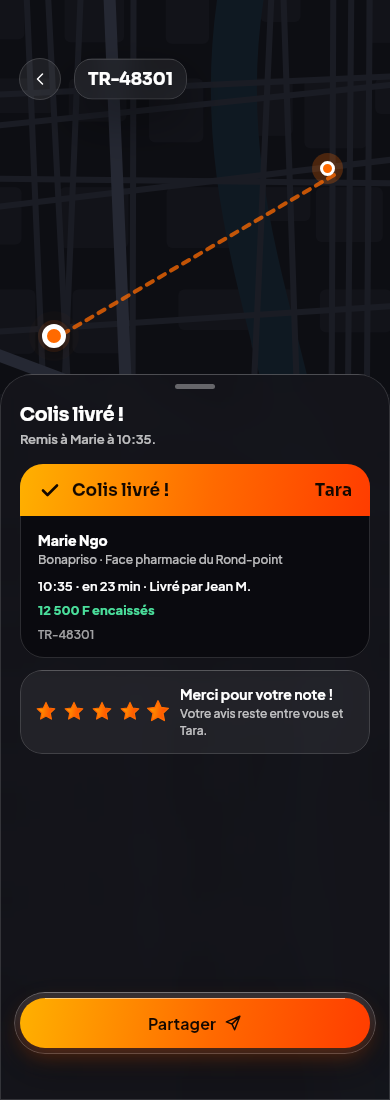 TR-48301
Colis livré !
Remis à Marie à 10:35.
Colis livré ! Tara
Marie Ngo
Bonapriso · Face pharmacie du Rond-point
10:35 · en 23 min · Livré par Jean M.
12 500 F encaissés
TR-48301
Merci pour votre note !
Votre avis reste entre vous et
Tara.
Partager